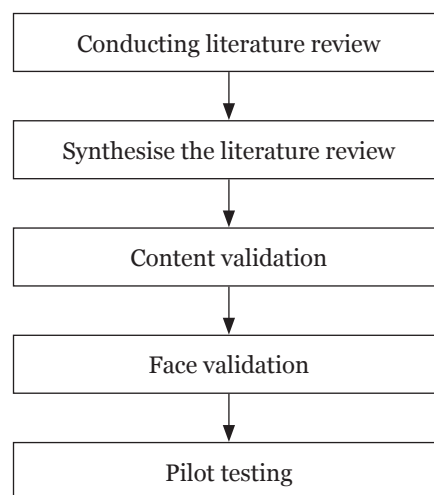 Conducting literature review
Synthesise the literature review
Content validation
Face validation
Pilot testing